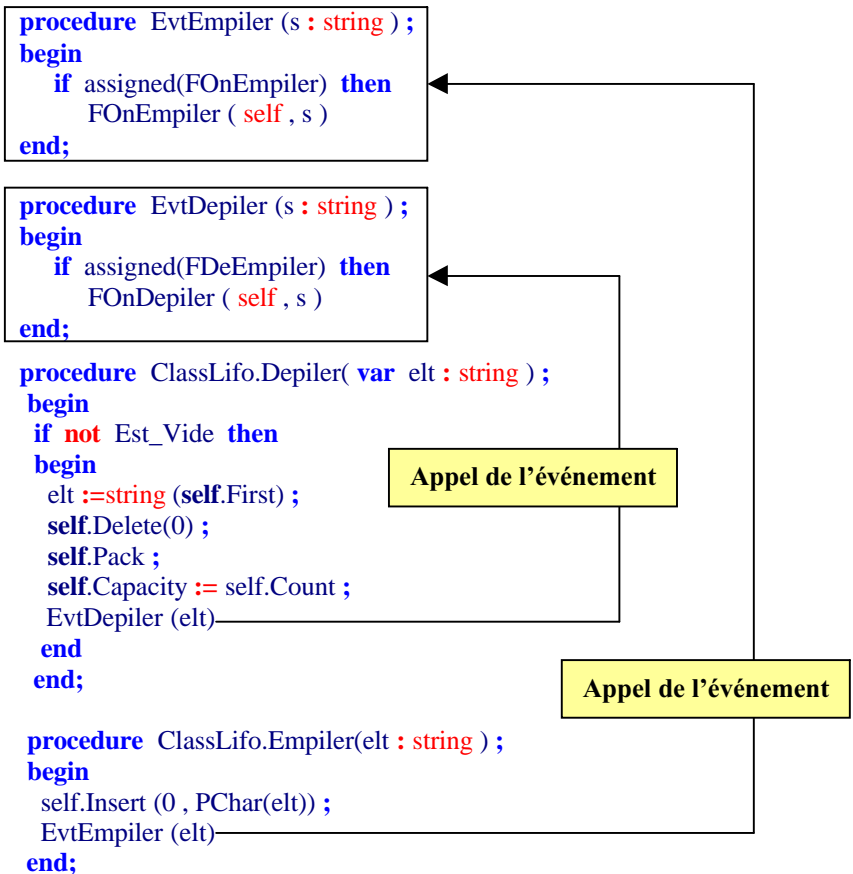 procedure EvtEmpiler (s : string ) ;
begin
if assigned(FOnEmpiler) then
FOnEmpiler ( self , s )
end;
procedure EvtDepiler (s : string ) ;
begin
if assigned(FDeEmpiler) then
FOnDepiler ( self , s )
end;
procedure ClassLifo.Depiler( var elt : string ) ;
begin
if not Est_Vide then
begin
elt :=string (self.First) ;
self.Delete(0) ;
self.Pack ;
self.Capacity := self.Count ;
EvtDepiler (elt)
end
end;
Appel de l’événement
Appel de l’événement
procedure ClassLifo.Empiler(elt : string ) ;
begin
self.Insert (0 , PChar(elt)) ;
EvtEmpiler (elt)
end;